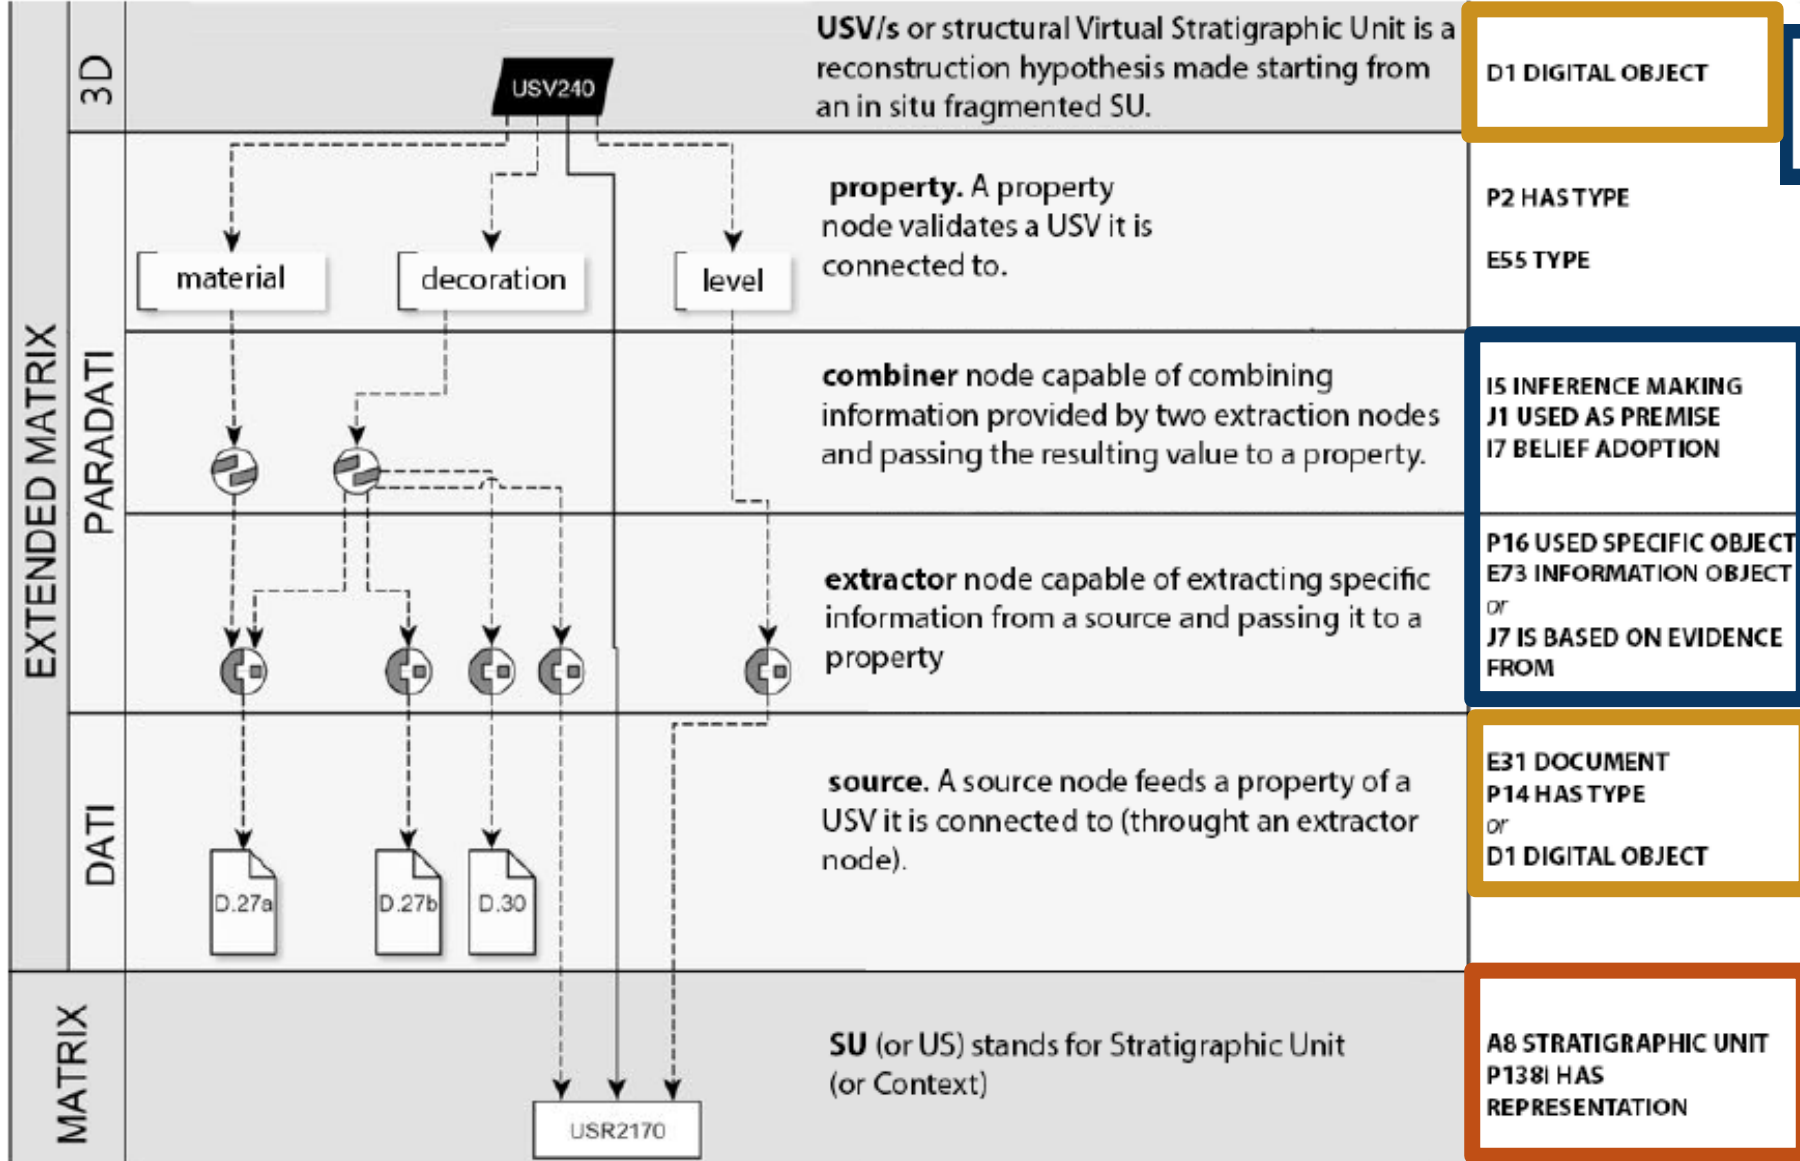 EXTENDED MATRIX
3D
USV240
USV/s or structural Virtual Stratigraphic Unit is a
reconstruction hypothesis made starting from
an in situ fragmented SU.
D1 DIGITAL OBJECT
PARADATI
material
decoration
level
property. A property
node validates a USV it is
connected to.
P2 HAS TYPE
E55 TYPE
combiner node capable of combining
information provided by two extraction nodes
and passing the resulting value to a property.
I5 INFERENCE MAKING
J1 USED AS PREMISE
I7 BELIEF ADOPTION
extractor node capable of extracting specific
information from a source and passing it to a
property
P16 USED SPECIFIC OBJECT
E73 INFORMATION OBJECT
or
J7 IS BASED ON EVIDENCE
FROM
DATI
D.27a
D.27b
D.30
source. A source node feeds a property of a
USV it is connected to (throught an extractor
node).
E31 DOCUMENT
P14 HAS TYPE
or
D1 DIGITAL OBJECT
MATRIX
USR2170
SU (or US) stands for Stratigraphic Unit
(or Context)
A8 STRATIGRAPHIC UNIT
P138I HAS
REPRESENTATION